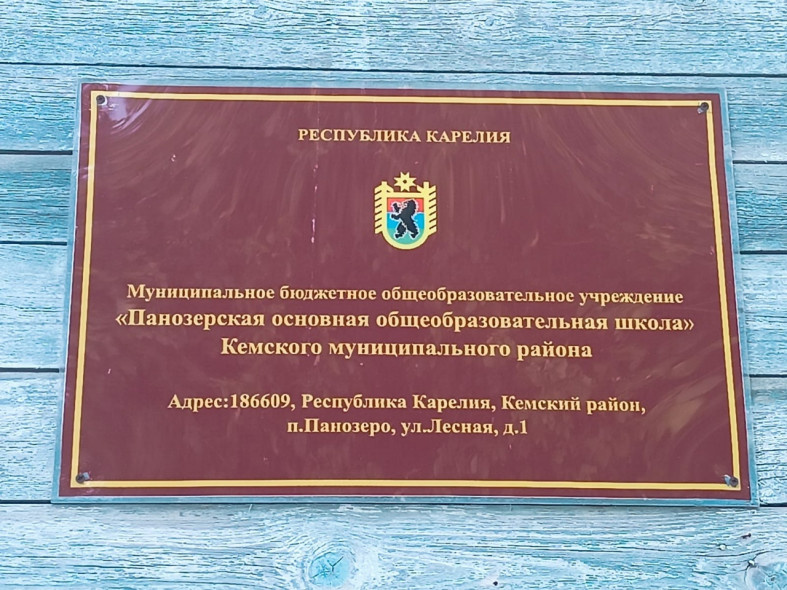 РЕСПУБЛИКА КАРЕЛИЯ
Муниципальное бюджетное общеобразовательное учреждение
«Панозерская основная общеобразовательная школа»
Кемского муниципального района
Адрес:186609, Республика Карелия, Кемский район,
п.Панозеро, ул.Лесная, д.1